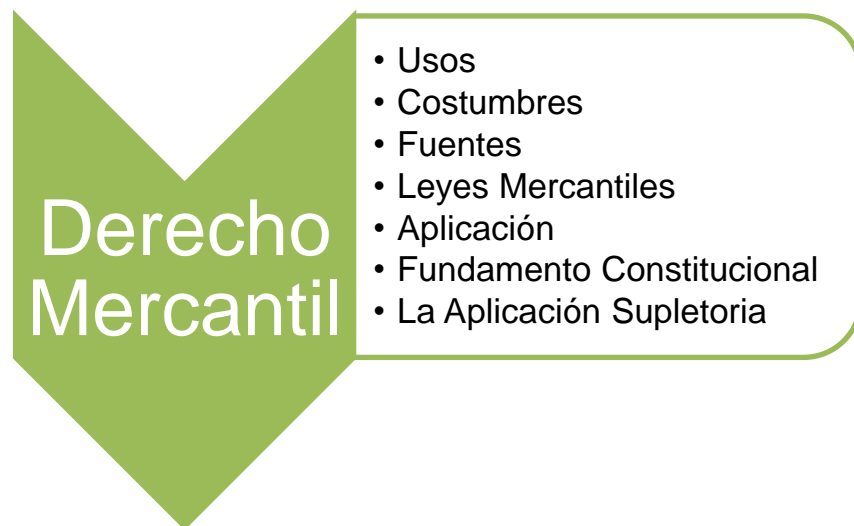 Derecho
Mercantil
• Usos
• Costumbres
• Fuentes
• Leyes Mercantiles
• Aplicación
• Fundamento Constitucional
• La Aplicación Supletoria